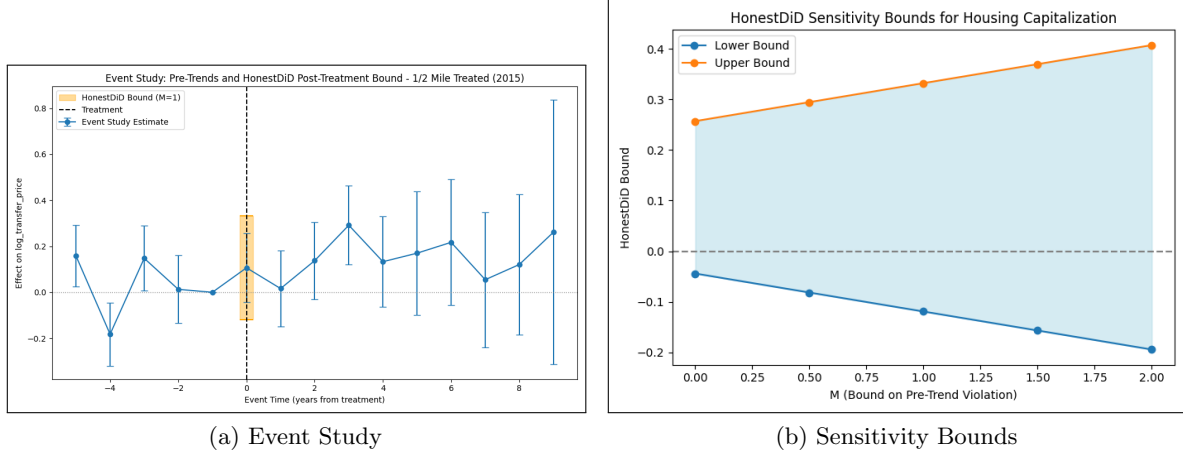 Event Study: Pre-Trends and HonestDiD Post-Treatment Bound - 1/2 Mile Treated (2015)
HonestDiD Bound (M=1)
Treatment
Event Study Estimate
Effect on log_transfer_price
0.8
0.6
0.4
0.2
0.0
−0.2
−4
−2
0
2
4
6
8
Event Time (years from treatment)
(a) Event Study
HonestDiD Sensitivity Bounds for Housing Capitalization
Lower Bound
Upper Bound
HonestDiD Bound
0.4
0.3
0.2
0.1
0.0
−0.1
−0.2
0.00
0.25
0.50
0.75
1.00
1.25
1.50
1.75
2.00
M (Bound on Pre-Trend Violation)
(b) Sensitivity Bounds